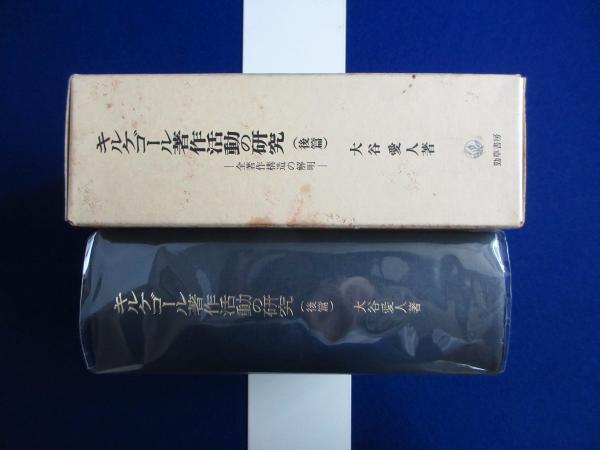 キルケゴール著作活動の研究(後篇)
―全著作構造の解明―
大谷愛人著
勁草書房
キルケゴール著作活動の研究(後篇)
大谷愛人著